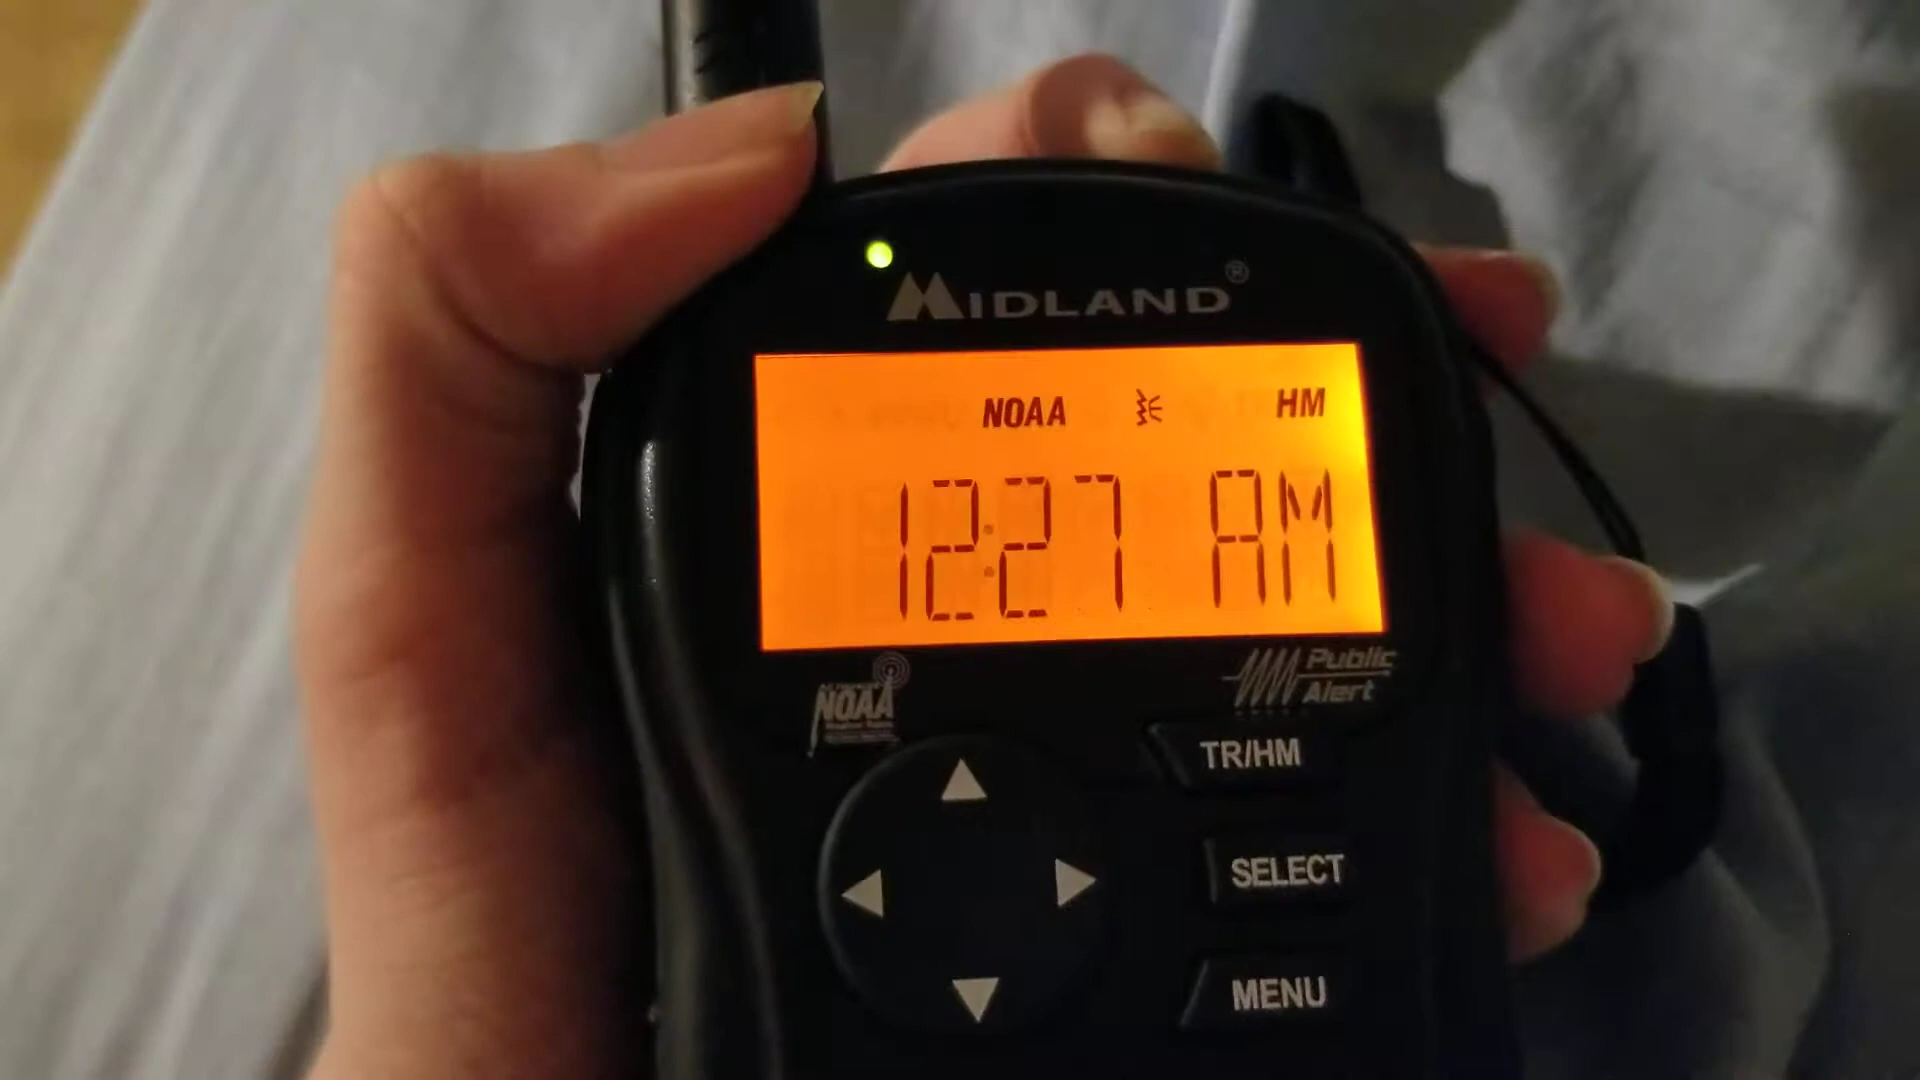 MIDLAND®
NOAA HM
12:27 AM
NOAA
Public
Alert
TR/HM
SELECT
MENU